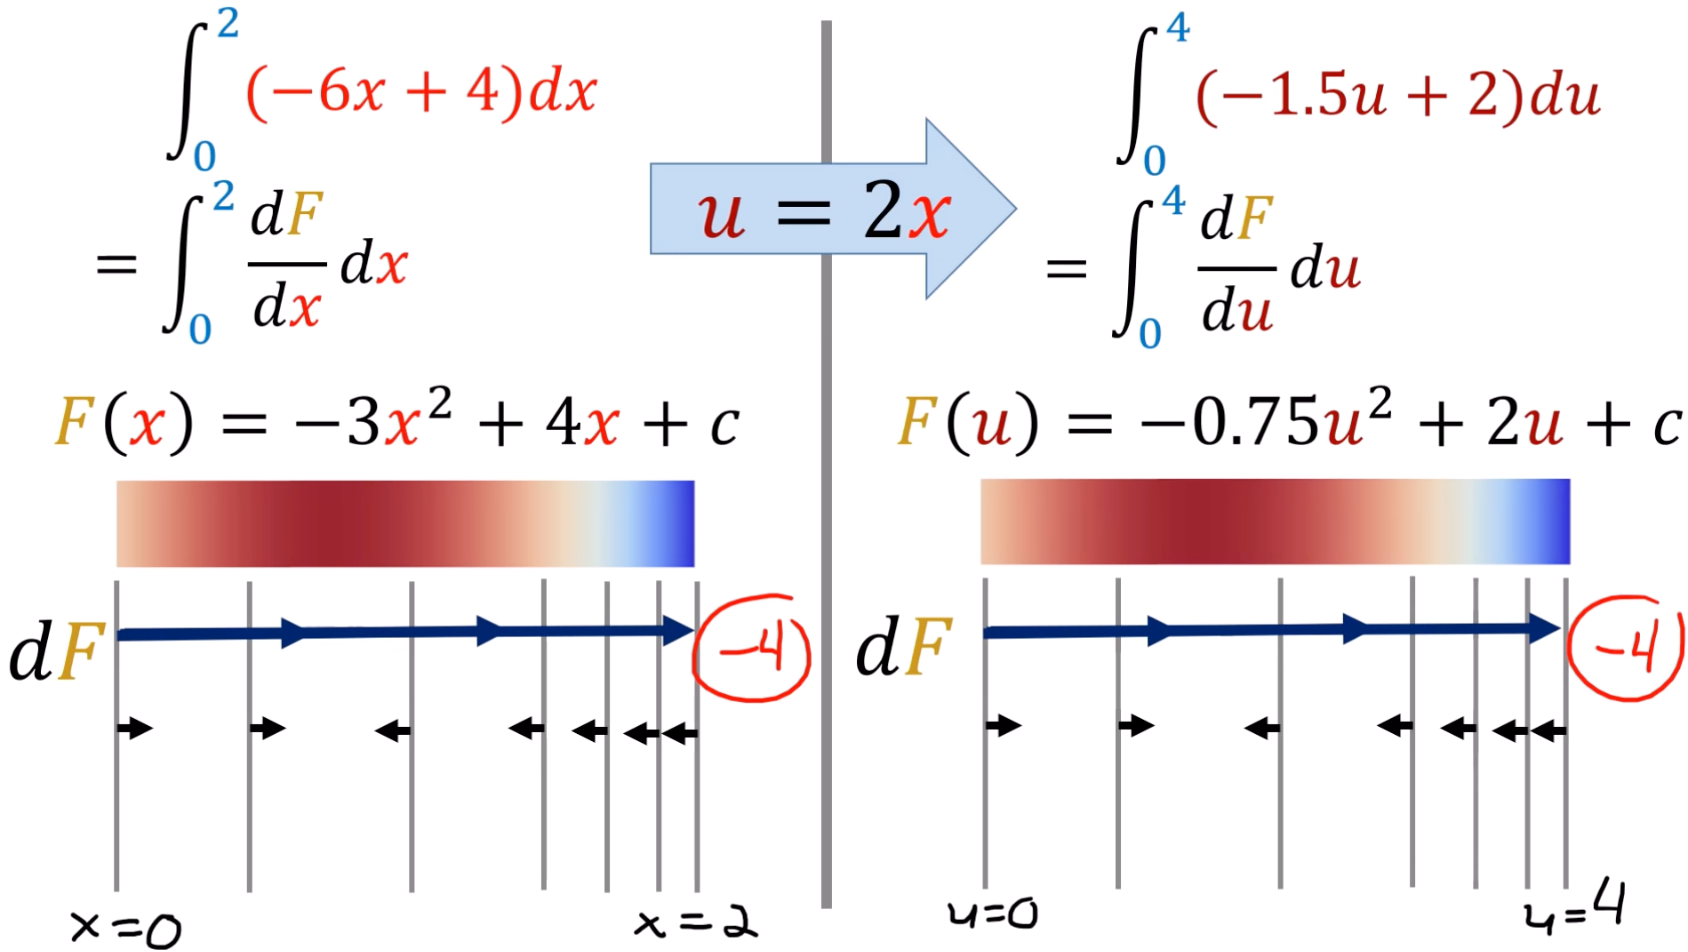 ∫₀² (−6x + 4)dx
= ∫₀² dF/dx dx
F(x) = −3x² + 4x + c
dF
−4
x=0
x=2
u = 2x
∫₀⁴ (−1.5u + 2)du
= ∫₀⁴ dF/du du
F(u) = −0.75u² + 2u + c
dF
−4
u=0
u=4